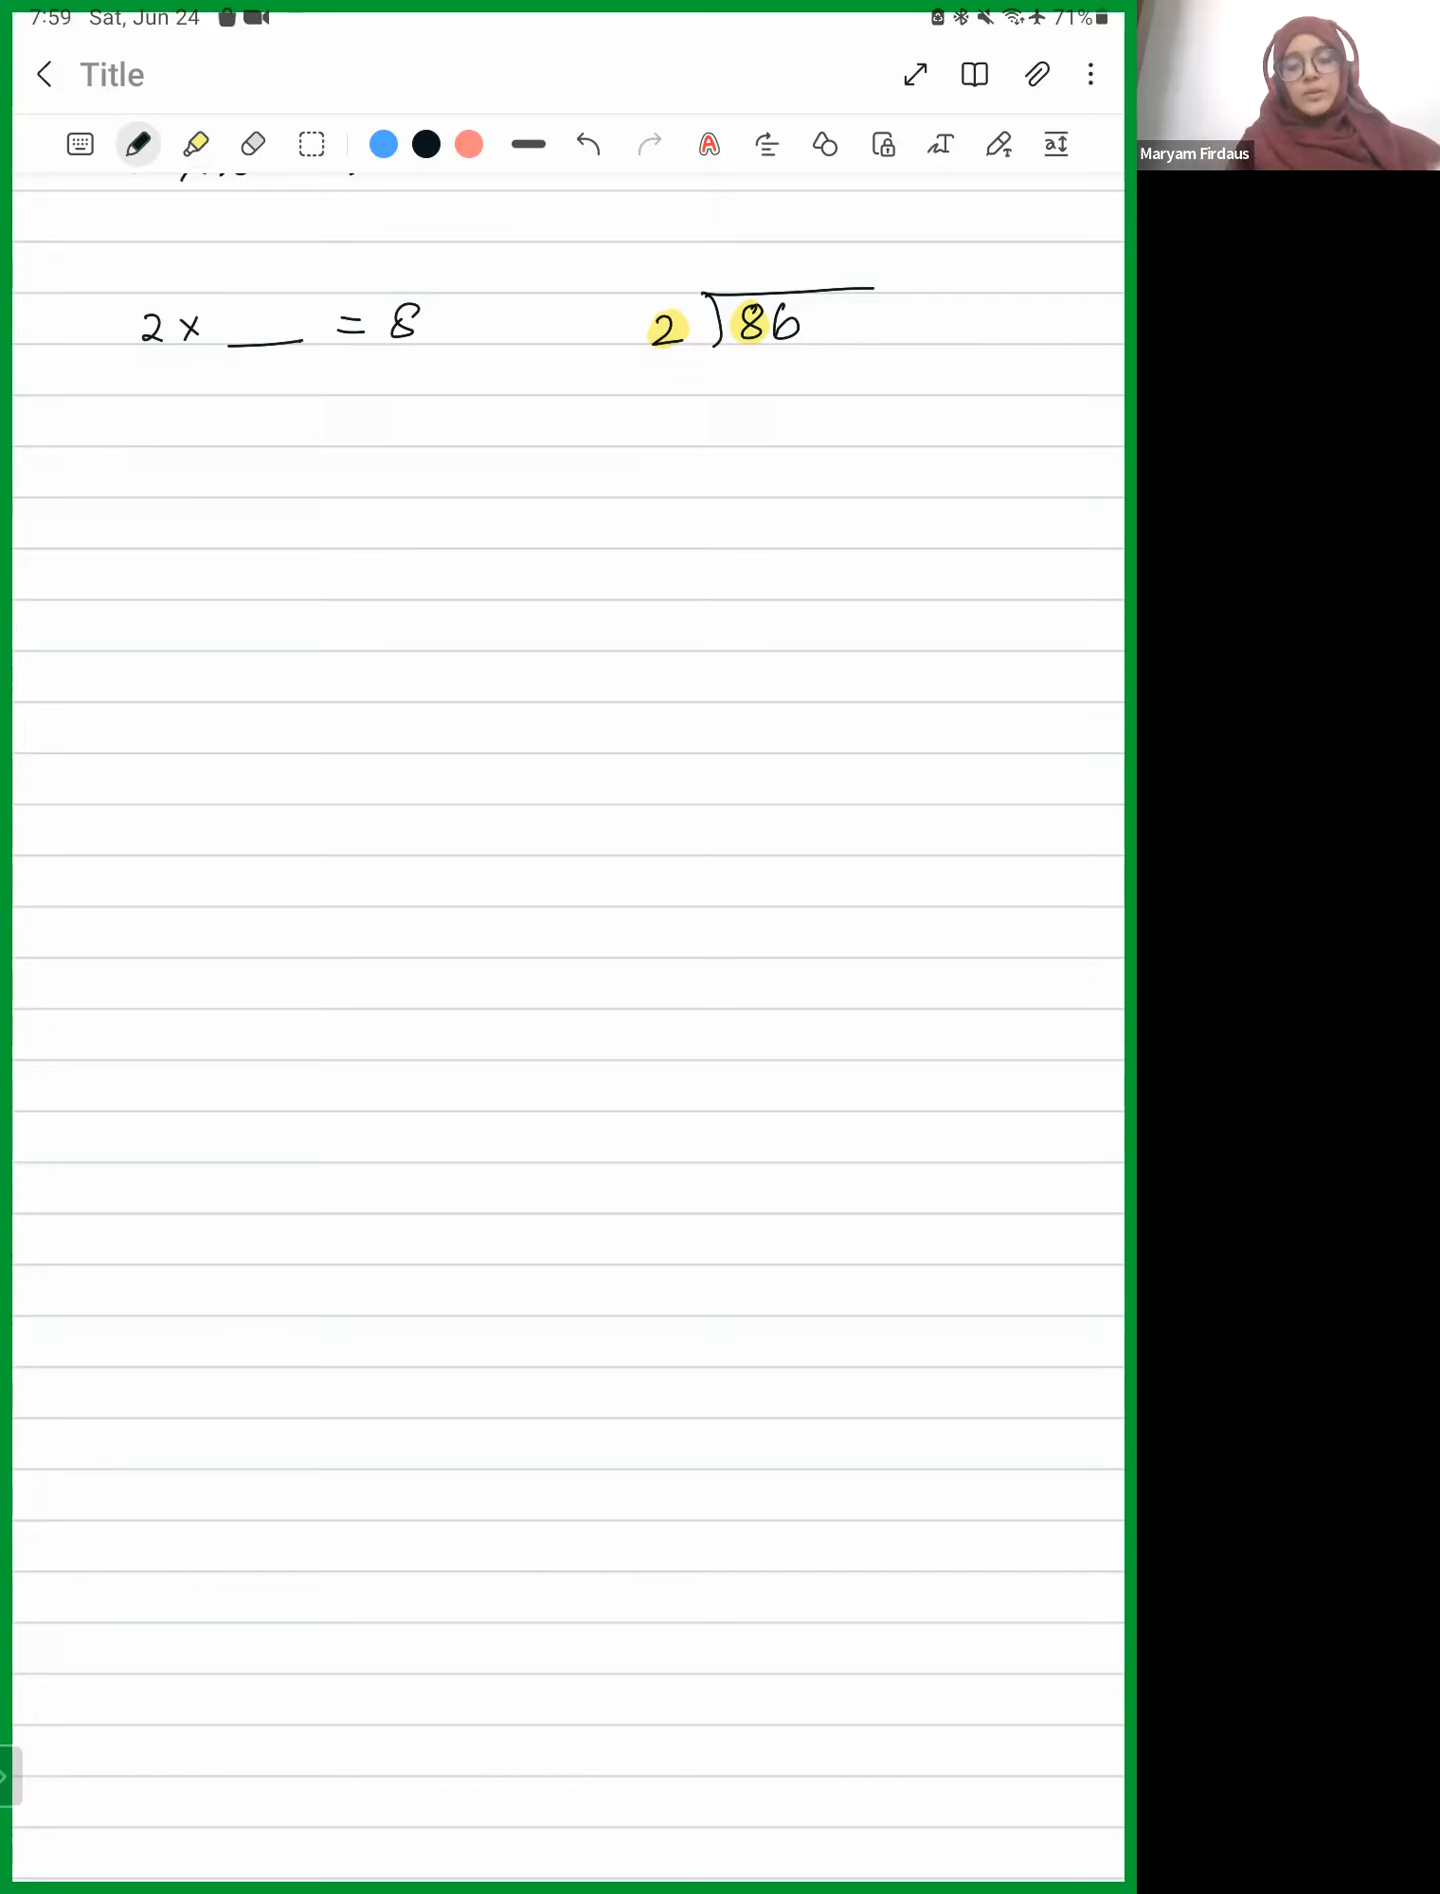 7:59 Sat, Jun 24
71%
Title
A
T
T
a
Maryam Firdaus
2 × ___ = 8
2 ) 86